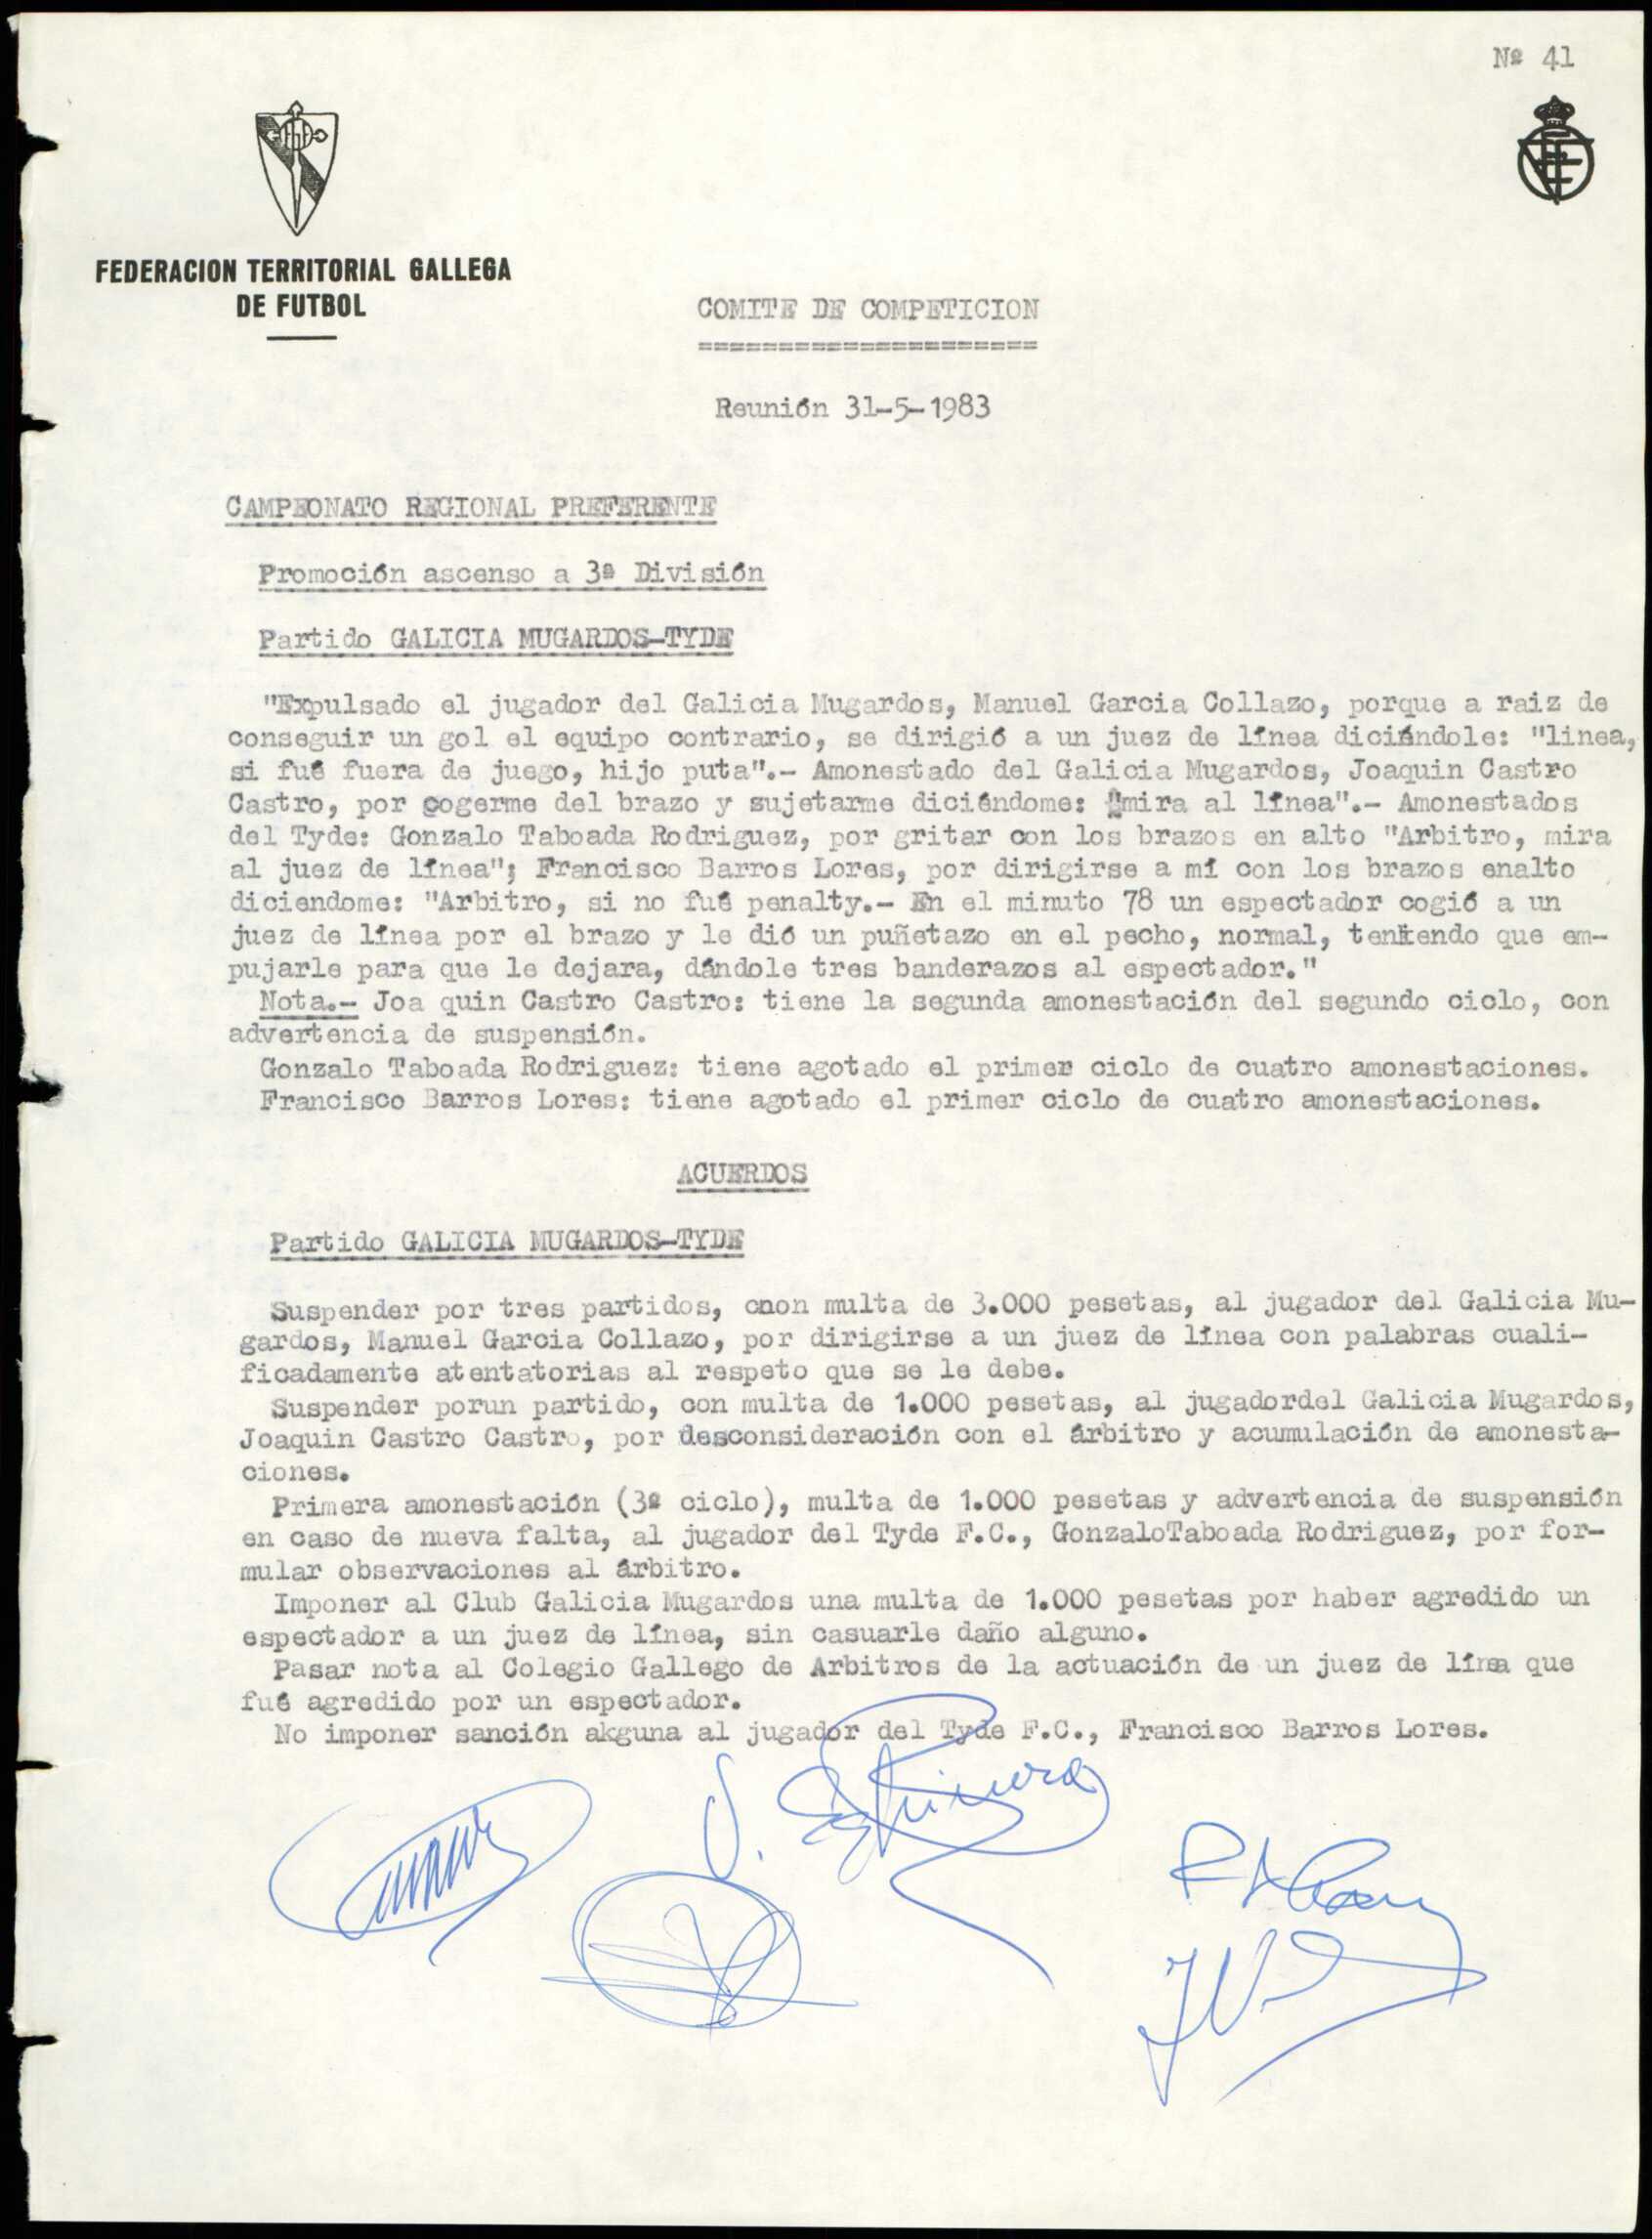 Nº 41
FEDERACION TERRITORIAL GALLEGA
DE FUTBOL
COMITE DE COMPETICION
=====================
Reunión 31-5-1983
CAMPEONATO REGIONAL PREFERENTE
Promoción ascenso a 3ª División
Partido GALICIA MUGARDOS-TYDE
"Expulsado el jugador del Galicia Mugardos, Manuel Garcia Collazo, porque a raiz de
conseguir un gol el equipo contrario, se dirigió a un juez de línea diciéndole: "linea,
si fué fuera de juego, hijo puta".- Amonestado del Galicia Mugardos, Joaquin Castro
Castro, por cogerme del brazo y sujetarme diciéndome: "mira al línea".- Amonestados
del Tyde: Gonzalo Taboada Rodriguez, por gritar con los brazos en alto "Arbitro, mira
al juez de línea"; Francisco Barros Lores, por dirigirse a mí con los brazos enalto
diciendome: "Arbitro, si no fué penalty.- En el minuto 78 un espectador cogió a un
juez de línea por el brazo y le dió un puñetazo en el pecho, normal, teniendo que em-
pujarle para que le dejara, dándole tres banderazos al espectador."
Nota.- Joa quin Castro Castro: tiene la segunda amonestación del segundo ciclo, con
advertencia de suspensión.
Gonzalo Taboada Rodriguez: tiene agotado el primer ciclo de cuatro amonestaciones.
Francisco Barros Lores: tiene agotado el primer ciclo de cuatro amonestaciones.
ACUERDOS
Partido GALICIA MUGARDOS-TYDE
Suspender por tres partidos, cnon multa de 3.000 pesetas, al jugador del Galicia Mu-
gardos, Manuel Garcia Collazo, por dirigirse a un juez de línea con palabras cuali-
ficadamente atentatorias al respeto que se le debe.
Suspender porun partido, con multa de 1.000 pesetas, al jugadordel Galicia Mugardos,
Joaquin Castro Castro, por desconsideración con el árbitro y acumulación de amonesta-
ciones.
Primera amonestación (3º ciclo), multa de 1.000 pesetas y advertencia de suspensión
en caso de nueva falta, al jugador del Tyde F.C., GonzaloTaboada Rodriguez, por for-
mular observaciones al árbitro.
Imponer al Club Galicia Mugardos una multa de 1.000 pesetas por haber agredido un
espectador a un juez de línea, sin casuarle daño alguno.
Pasar nota al Colegio Gallego de Arbitros de la actuación de un juez de línea que
fué agredido por un espectador.
No imponer sanción akguna al jugador del Tyde F.C., Francisco Barros Lores.